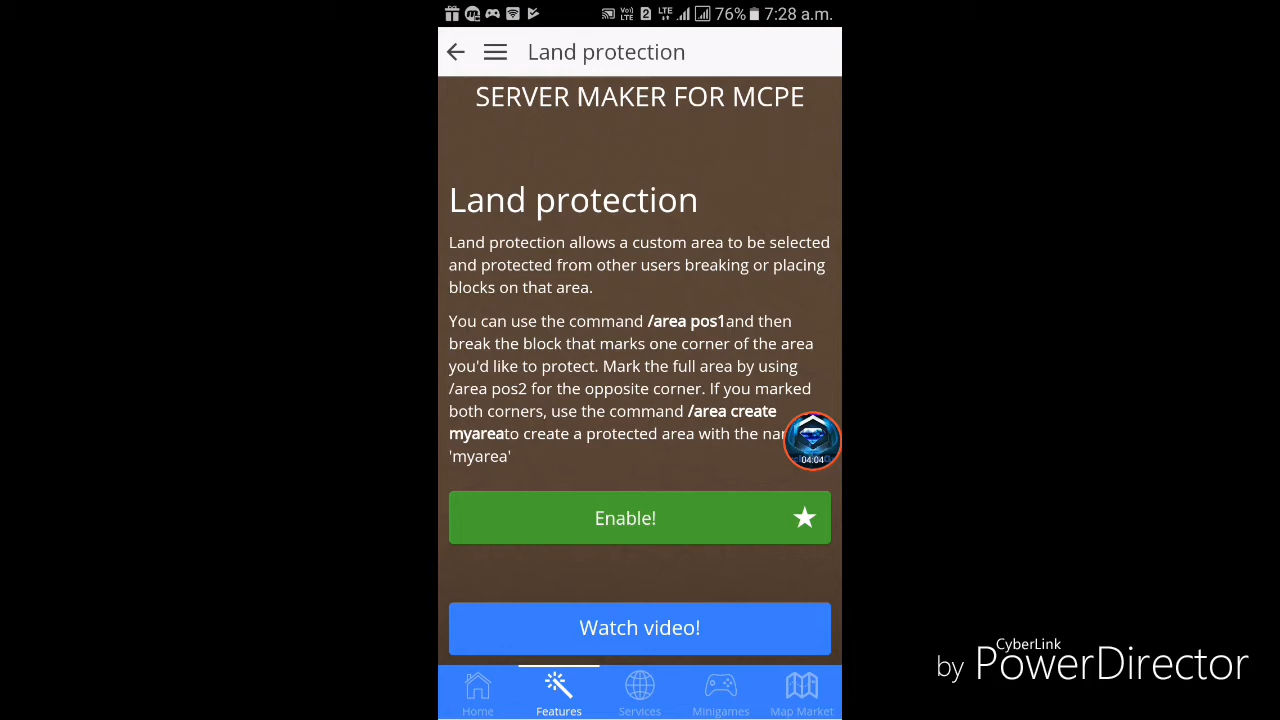 76% 7:28 a.m.
Land protection
SERVER MAKER FOR MCPE
Land protection
Land protection allows a custom area to be selected
and protected from other users breaking or placing
blocks on that area.
You can use the command /area pos1and then
break the block that marks one corner of the area
you'd like to protect. Mark the full area by using
/area pos2 for the opposite corner. If you marked
both corners, use the command /area create
myareato create a protected area with the
'myarea'
04:04
Enable!
Watch video!
Home Features Services Minigames Map Market
CyberLink
by PowerDirector